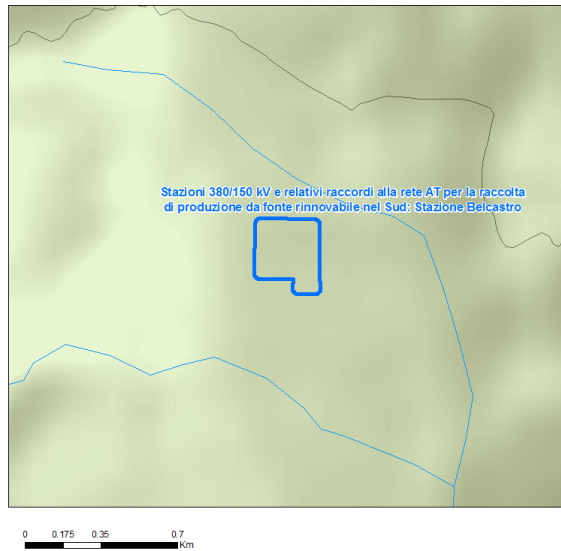 Stazioni 380/150 kV e relativi raccordi alla rete AT per la raccolta
di produzione da fonte rinnovabile nel Sud: Stazione Belcastro
0 0.175 0.35 0.7
Km